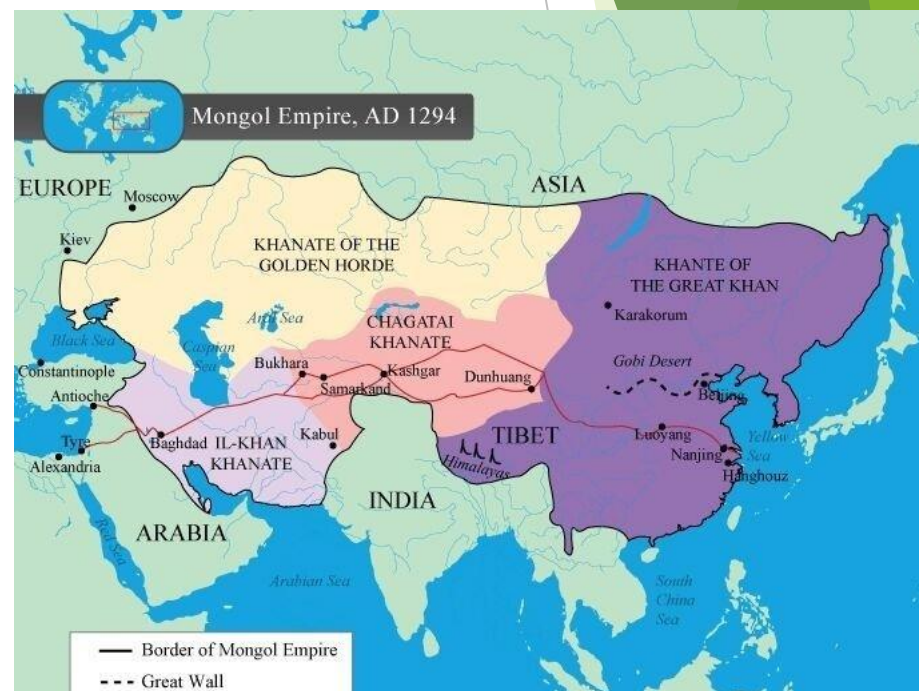 Mongol Empire, AD 1294
EUROPE
ASIA
Moscow
Kiev
KHANATE OF THE
GOLDEN HORDE
KHANTE OF
THE GREAT KHAN
Karakorum
Black Sea
Caspian
Sea
Aral Sea
CHAGATAI
KHANATE
Gobi Desert
Constantinople
Bukhara
Samarkand
Kashgar
Dunhuang
Beijing
Antioche
Tyre
Alexandria
Baghdad
IL-KHAN
KHANATE
Kabul
TIBET
Himalayas
Luoyang
Nanjing
Hanghouz
Yellow
Sea
INDIA
ARABIA
Red Sea
Arabian Sea
South
China
Sea
Border of Mongol Empire
Great Wall